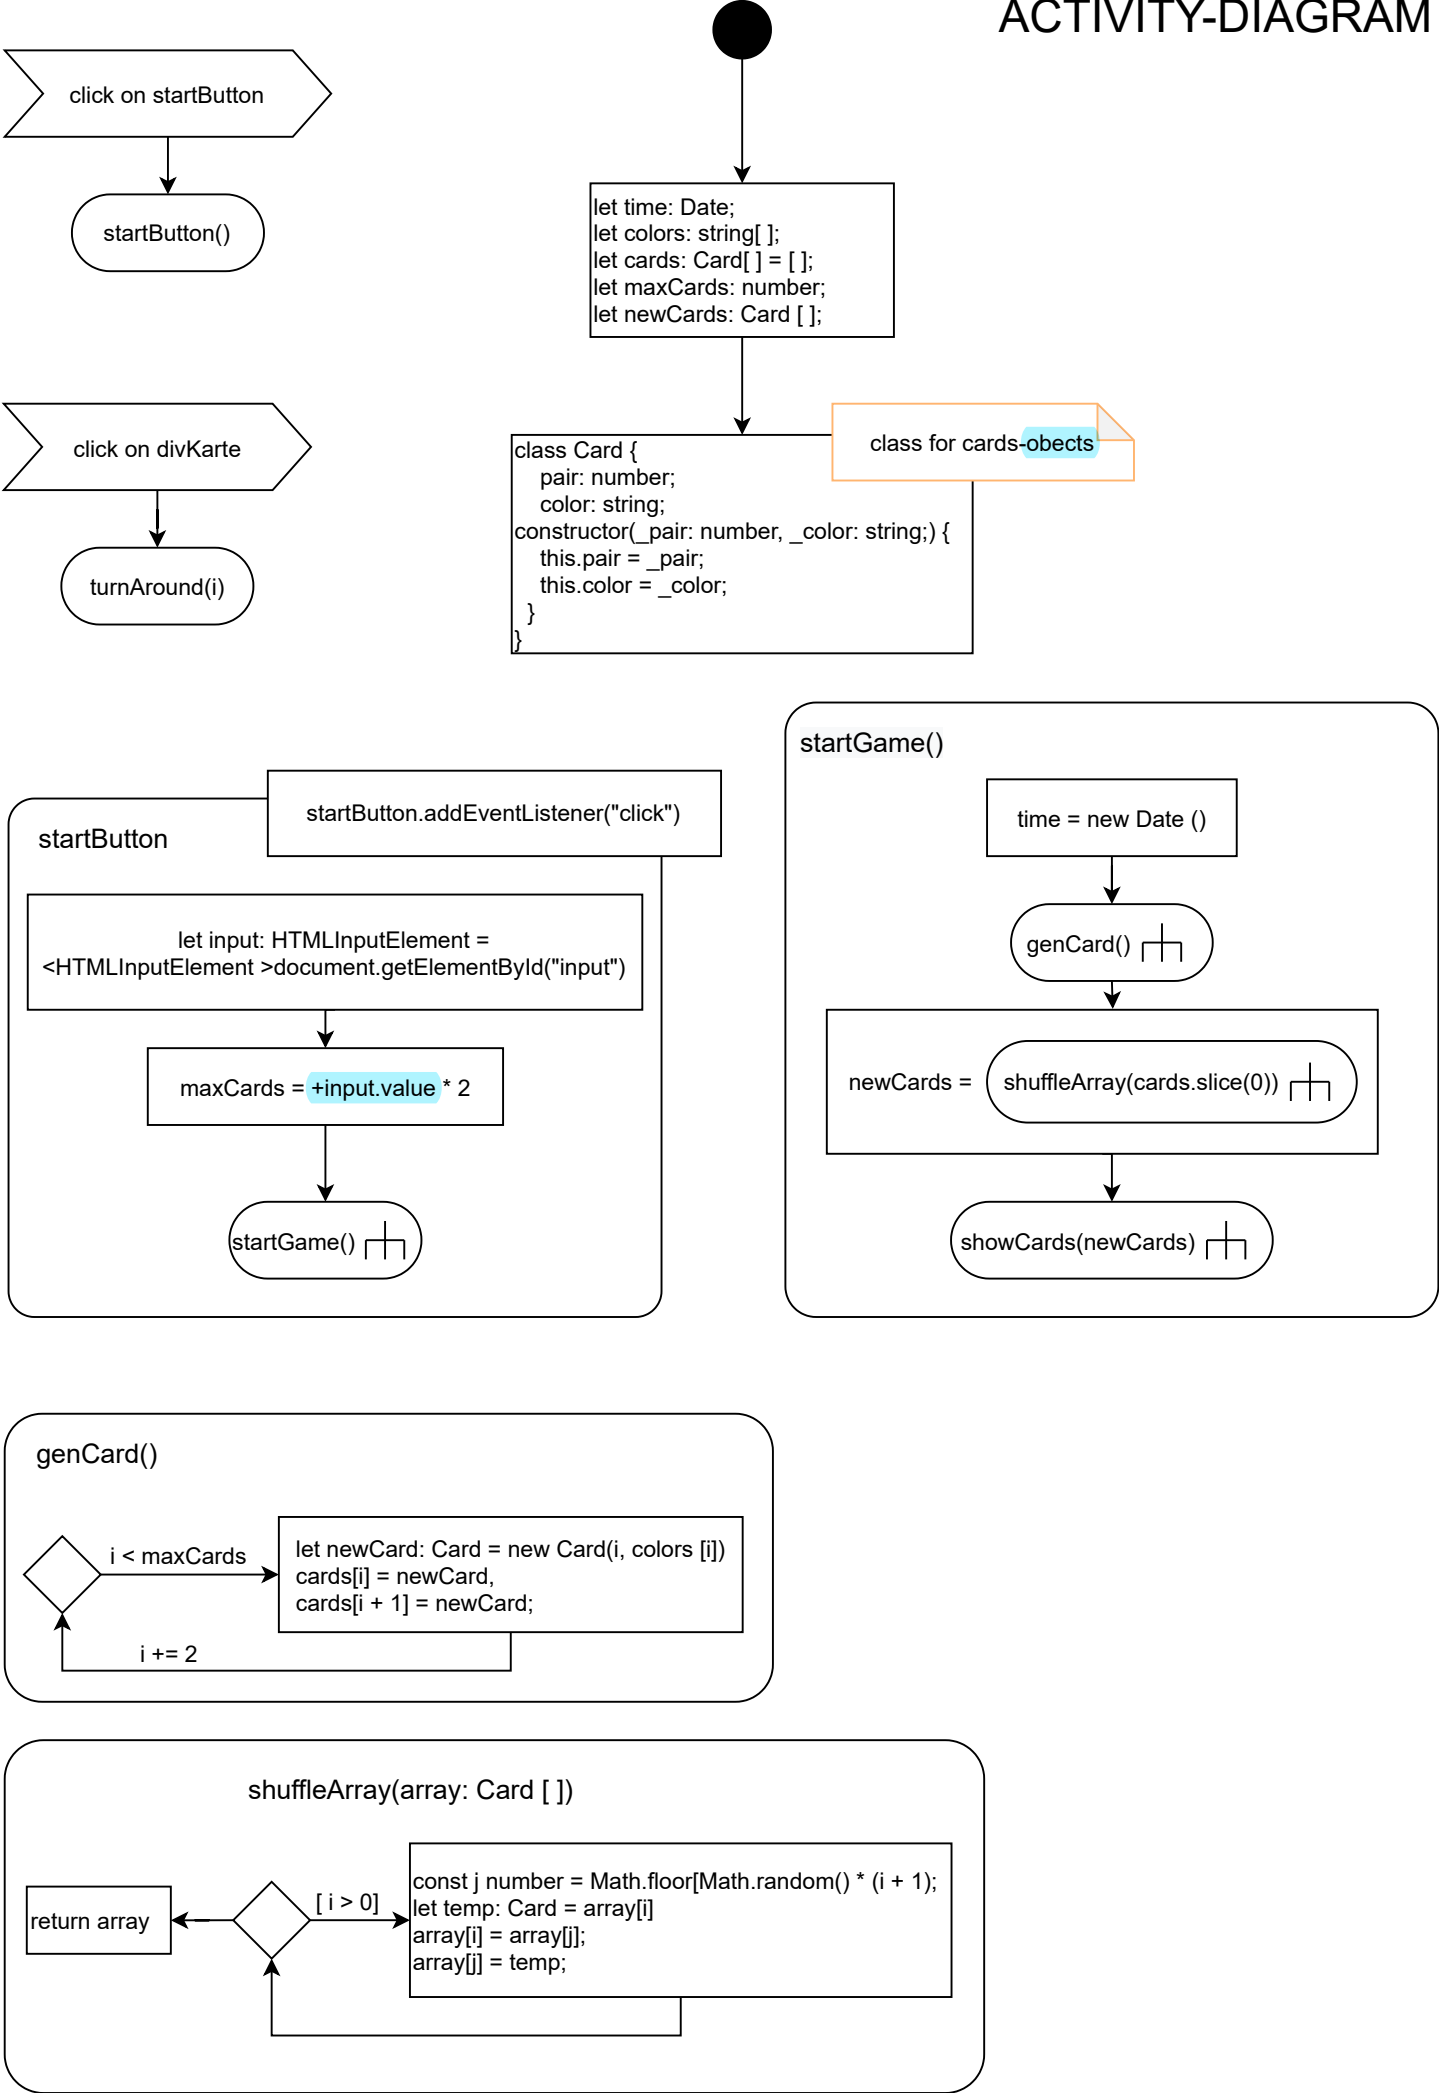 ACTIVITY-DIAGRAM
click on startButton
startButton()
let time: Date;
let colors: string[ ];
let cards: Card[ ] = [ ];
let maxCards: number;
let newCards: Card [ ];
click on divKarte
turnAround(i)
class for cards-obects
class Card {
pair: number;
color: string;
constructor(_pair: number, _color: string;) {
this.pair = _pair;
this.color = _color;
}
}
startButton.addEventListener("click")
startButton
let input: HTMLInputElement =
<HTMLInputElement >document.getElementById("input")
maxCards = +input.value * 2
startGame()
startGame()
time = new Date ()
genCard()
newCards =
shuffleArray(cards.slice(0))
showCards(newCards)
genCard()
i < maxCards
let newCard: Card = new Card(i, colors [i])
cards[i] = newCard,
cards[i + 1] = newCard;
i += 2
shuffleArray(array: Card [ ])
return array
[ i > 0]
const j number = Math.floor[Math.random() * (i + 1);
let temp: Card = array[i]
array[i] = array[j];
array[j] = temp;